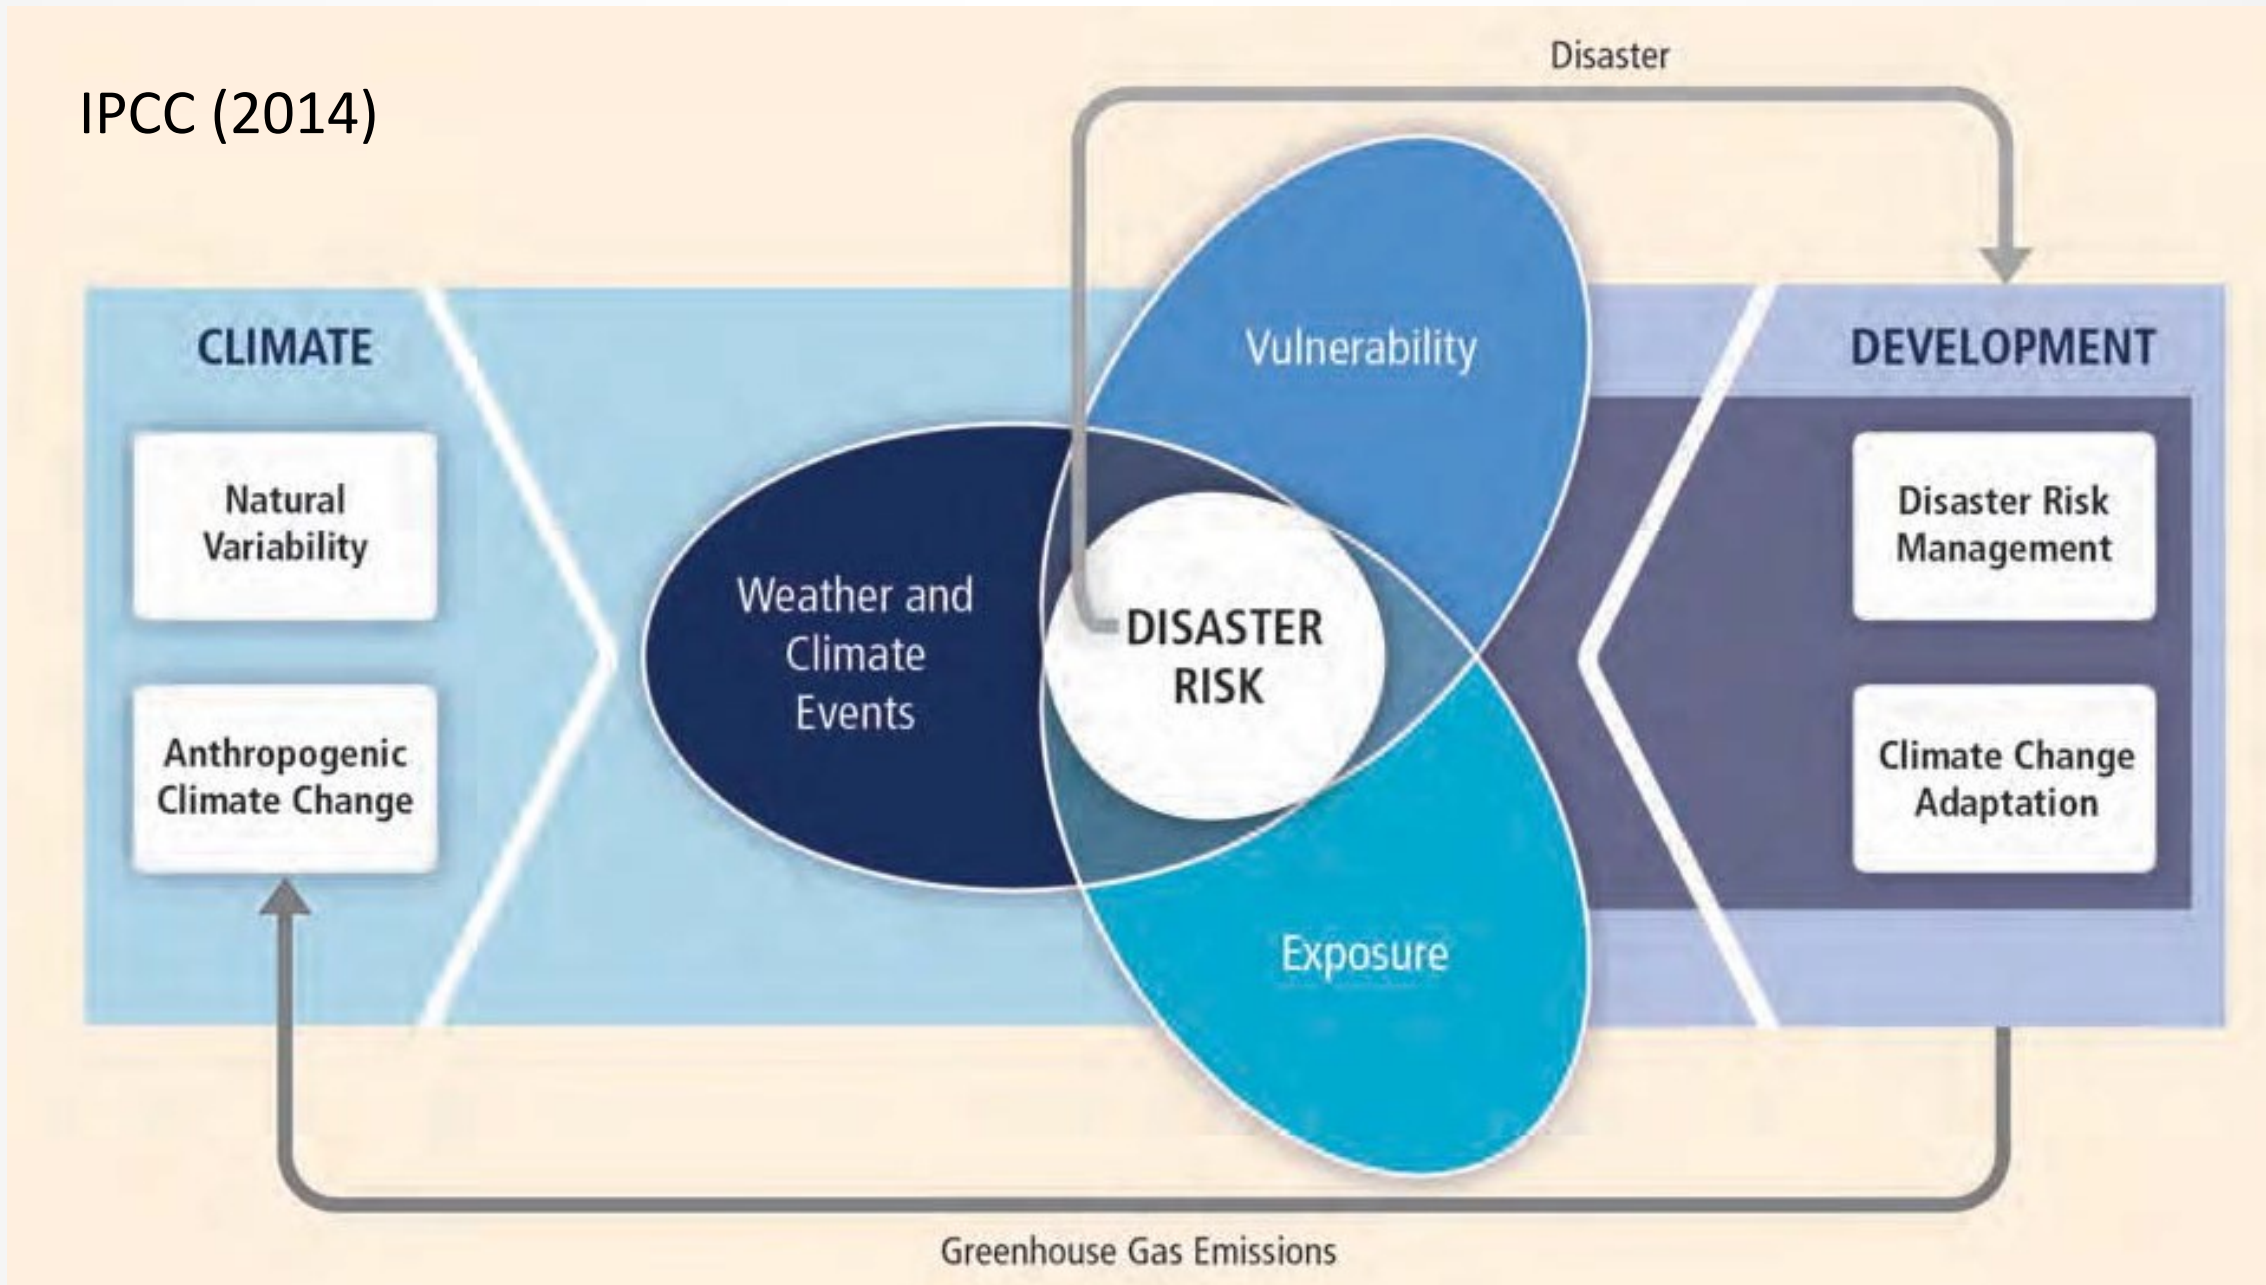 Disaster
IPCC (2014)
CLIMATE
Natural
Variability
Anthropogenic
Climate Change
Vulnerability
Weather and
Climate
Events
DISASTER
RISK
Exposure
DEVELOPMENT
Disaster Risk
Management
Climate Change
Adaptation
Greenhouse Gas Emissions